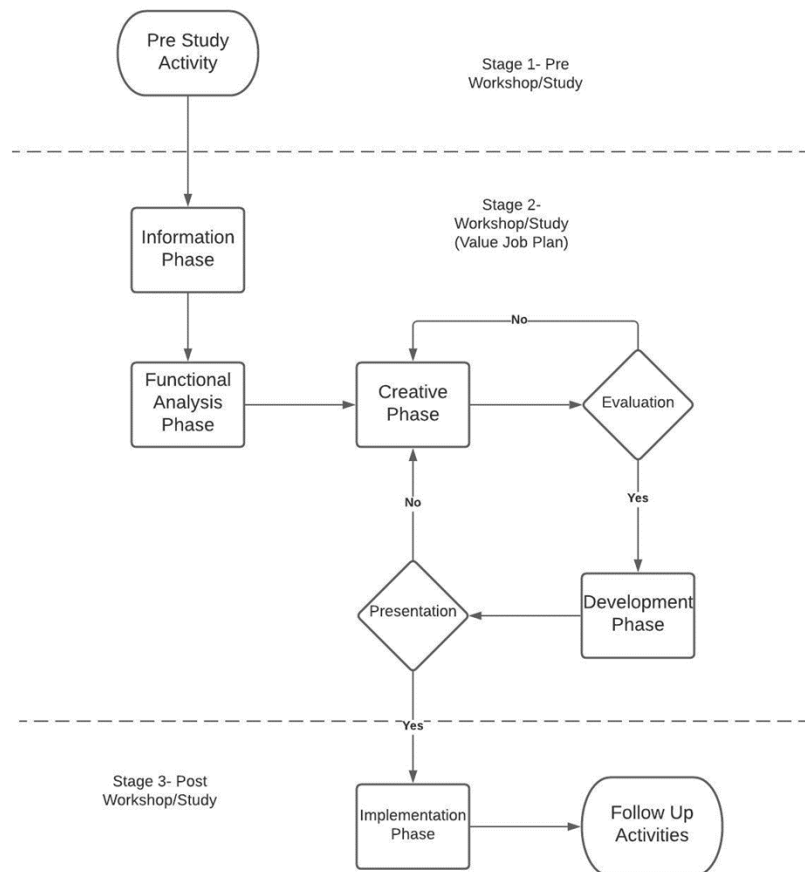 Pre Study
Activity
Stage 1- Pre
Workshop/Study
Information
Phase
Stage 2-
Workshop/Study
(Value Job Plan)
No
Functional
Analysis
Phase
Creative
Phase
Evaluation
No
Yes
Presentation
Development
Phase
Yes
Stage 3- Post
Workshop/Study
Implementation
Phase
Follow Up
Activities